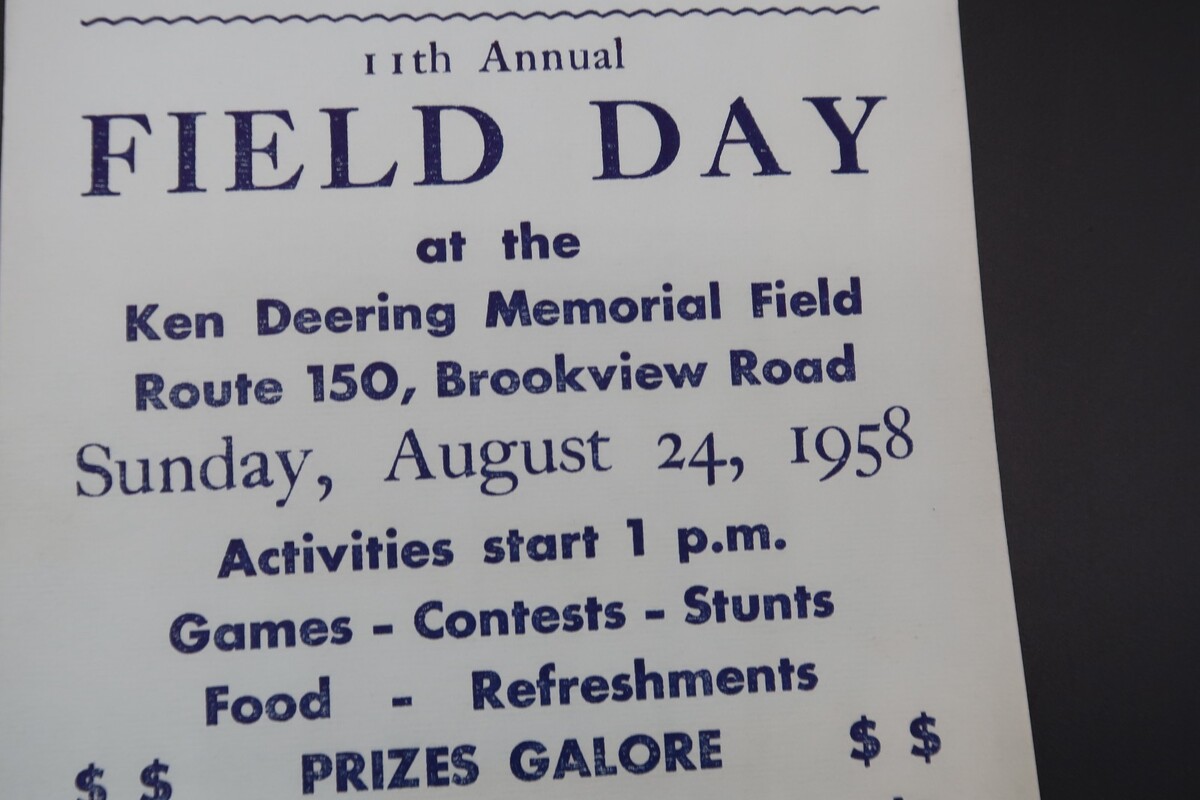 11th Annual
FIELD DAY
at the
Ken Deering Memorial Field
Route 150, Brookview Road
Sunday, August 24, 1958
Activities start 1 p.m.
Games - Contests - Stunts
Food - Refreshments
$ $ PRIZES GALORE $ $